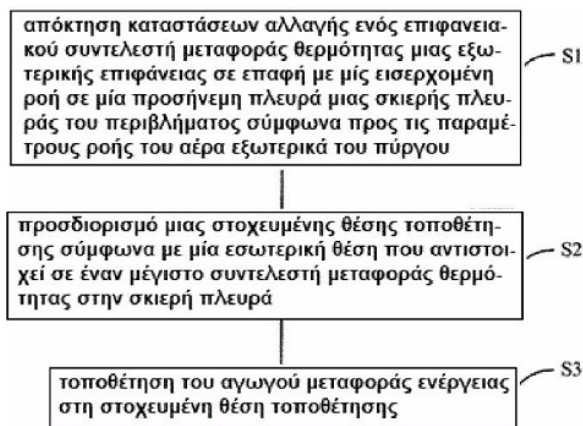 απόκτηση καταστάσεων αλλαγής ενός επιφανεια-
κού συντελεστή μεταφοράς θερμότητας μιας εξω-
τερικής επιφάνειας σε επαφή με μίς εισερχομένη
ροή σε μία προσήνεμη πλευρά μιας σκιερής πλευ-
ράς του περιβλήματος σύμφωνα προς τις παραμέ-
τρους ροής του αέρα εξωτερικά του πύργου
S1
προσδιορισμό μιας στοχευμένης θέσης τοποθέτη-
σης σύμφωνα με μία εσωτερική θέση που αντιστοι-
χεί σε έναν μέγιστο συντελεστή μεταφοράς θερμό-
τητας στην σκιερή πλευρά
S2
τοποθέτηση του αγωγού μεταφοράς ενέργειας
στη στοχευμένη θέση τοποθέτησης
S3